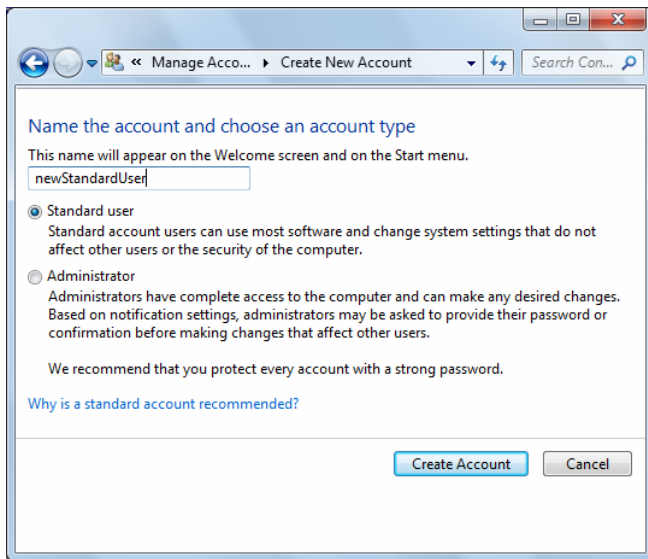 « Manage Acco... Create New Account Search Con...
Name the account and choose an account type
This name will appear on the Welcome screen and on the Start menu.
newStandardUser
Standard user
Standard account users can use most software and change system settings that do not
affect other users or the security of the computer.
Administrator
Administrators have complete access to the computer and can make any desired changes.
Based on notification settings, administrators may be asked to provide their password or
confirmation before making changes that affect other users.
We recommend that you protect every account with a strong password.
Why is a standard account recommended?
Create Account Cancel